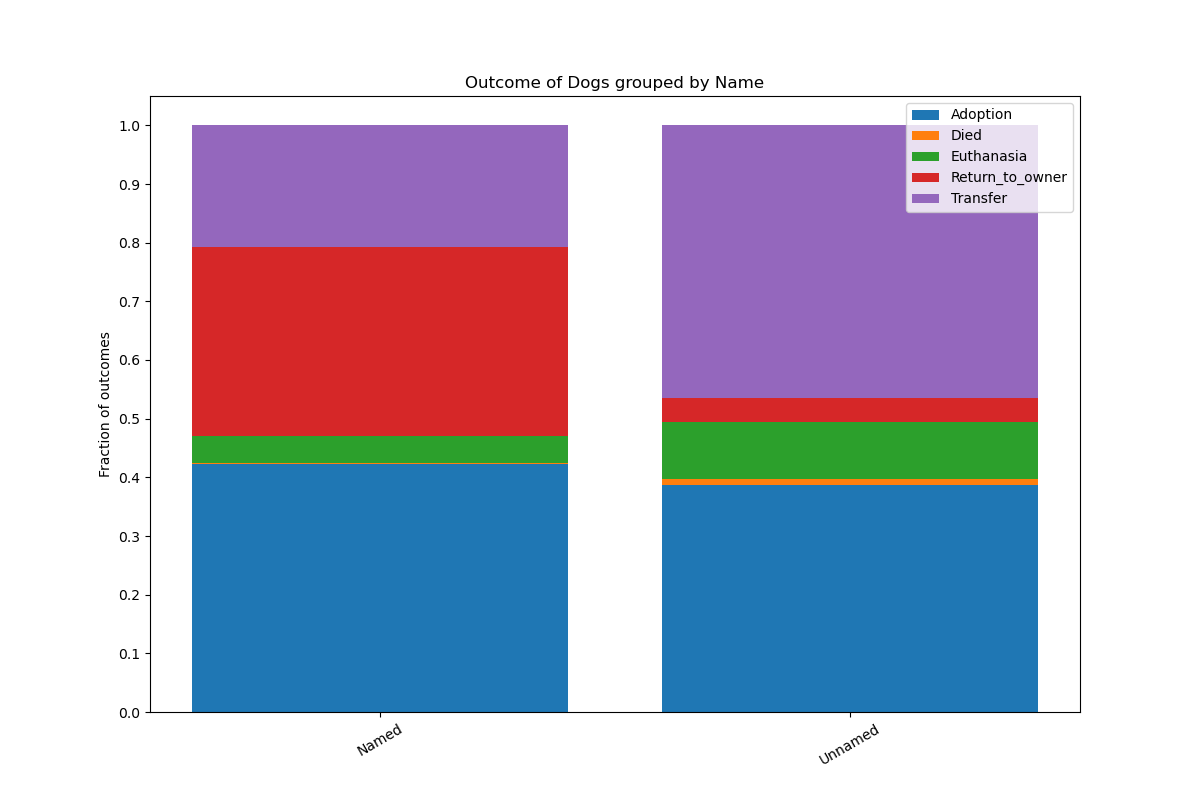 Outcome of Dogs grouped by Name
Adoption
Died
Euthanasia
Return_to_owner
Transfer
1.0
0.9
0.8
0.7
0.6
0.5
0.4
0.3
0.2
0.1
0.0
Fraction of outcomes
Named
Unnamed